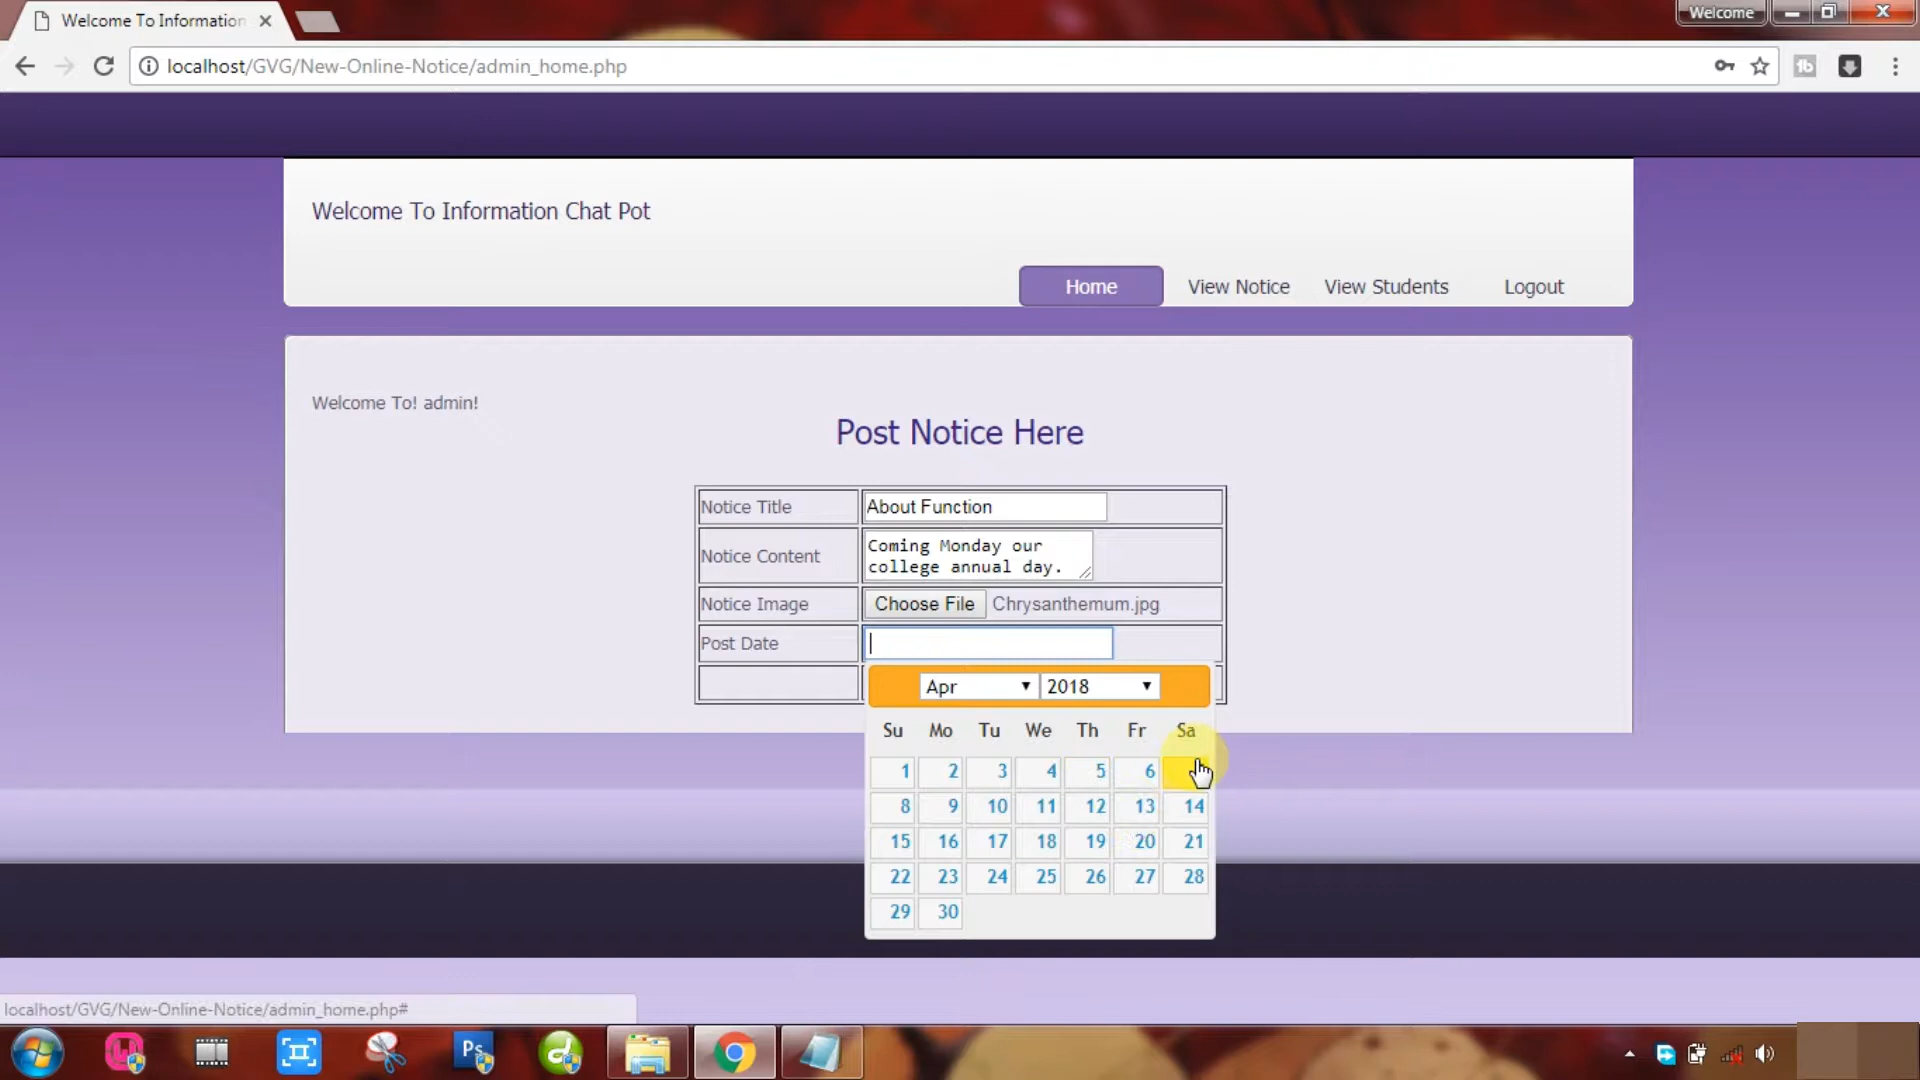 Welcome To Information
Welcome
localhost/GVG/New-Online-Notice/admin_home.php
Welcome To Information Chat Pot
Home View Notice View Students Logout
Welcome To! admin!
Post Notice Here
Notice Title About Function
Notice Content Coming Monday our
college annual day.
Notice Image Choose File Chrysanthemum.jpg
Post Date
Apr 2018
Su Mo Tu We Th Fr Sa
1 2 3 4 5 6
8 9 10 11 12 13 14
15 16 17 18 19 20 21
22 23 24 25 26 27 28
29 30
localhost/GVG/New-Online-Notice/admin_home.php#
Ps